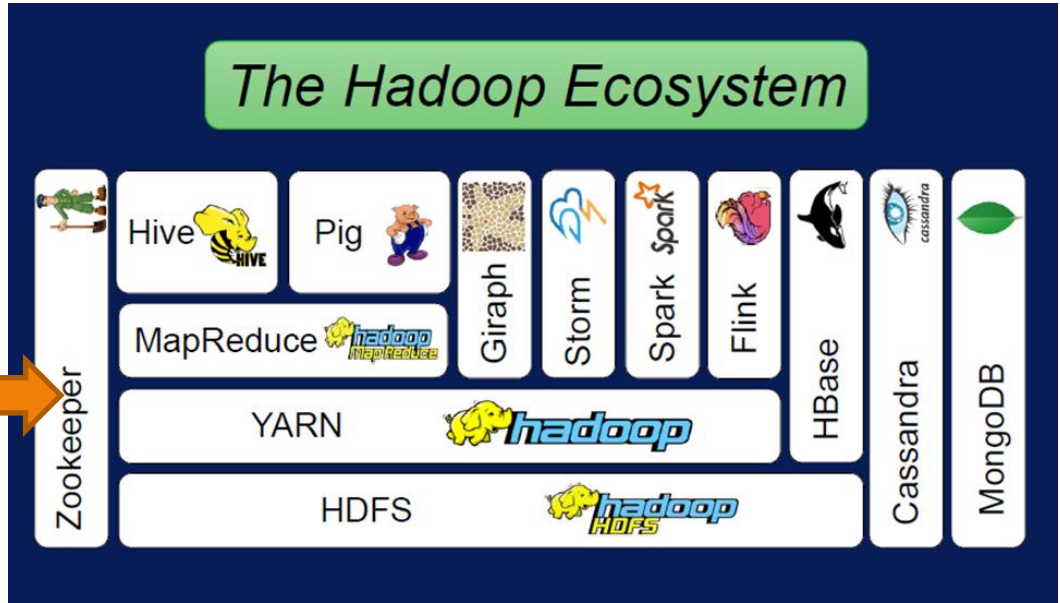 The Hadoop Ecosystem
Zookeeper
Hive
HIVE
Pig
MapReduce
hadoop
MapReduce
Giraph
Storm
Spark
Spark
Flink
HBase
cassandra
Cassandra
MongoDB
YARN
hadoop
HDFS
hadoop
HDFS